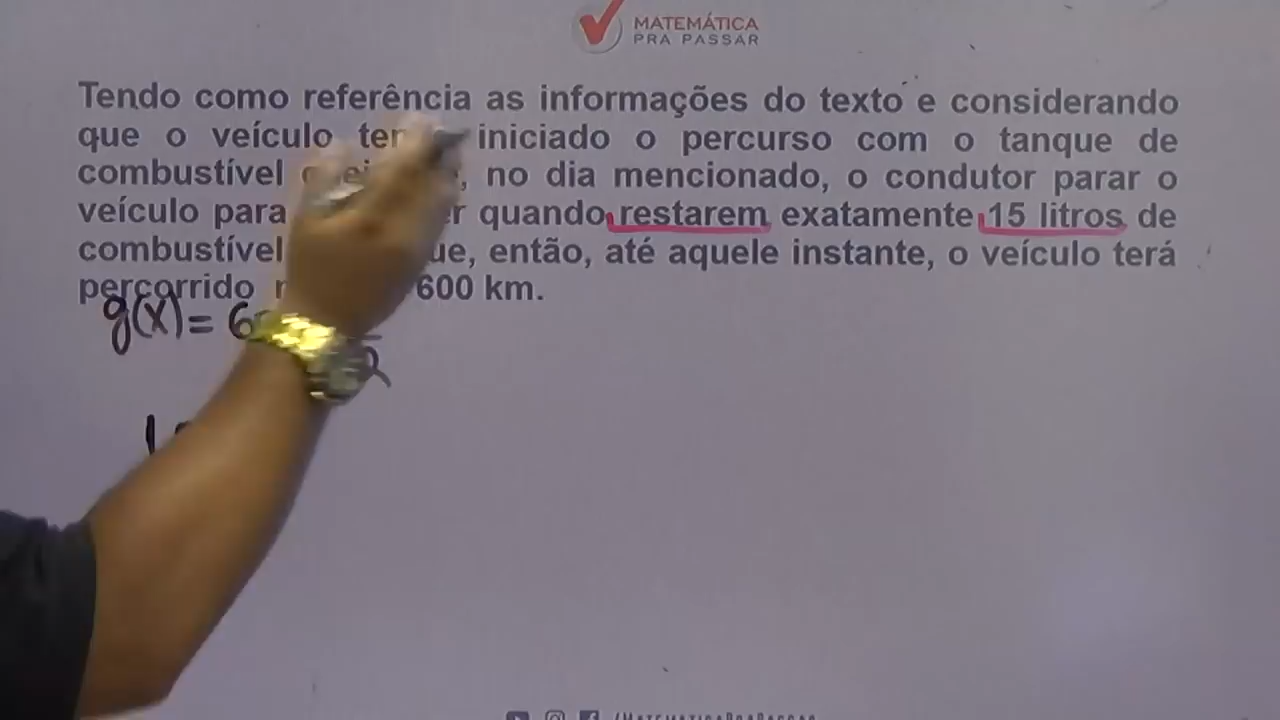 MATEMÁTICA
PRA PASSAR
Tendo como referência as informações do texto e considerando
que o veículo iniciado o percurso com o tanque de
combustível no dia mencionado, o condutor parar o
veículo para quando restarem exatamente 15 litros de
combustível então, até aquele instante, o veículo terá
percorrido 600 km.
g(x) = 6